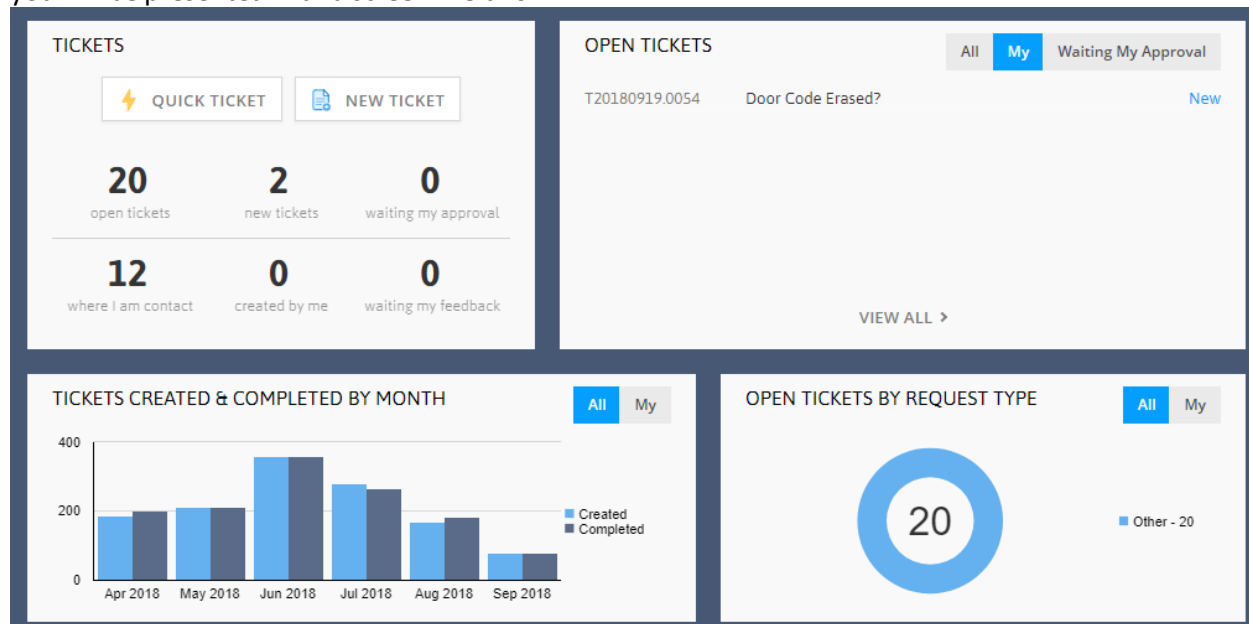 TICKETS
QUICK TICKET
NEW TICKET
20
open tickets
2
new tickets
0
waiting my approval
12
where I am contact
0
created by me
0
waiting my feedback
OPEN TICKETS
All
My
Waiting My Approval
T20180919.0054 Door Code Erased? New
VIEW ALL >
TICKETS CREATED & COMPLETED BY MONTH
All
My
400
200
0
Apr 2018
May 2018
Jun 2018
Jul 2018
Aug 2018
Sep 2018
Created
Completed
OPEN TICKETS BY REQUEST TYPE
All
My
20
Other - 20